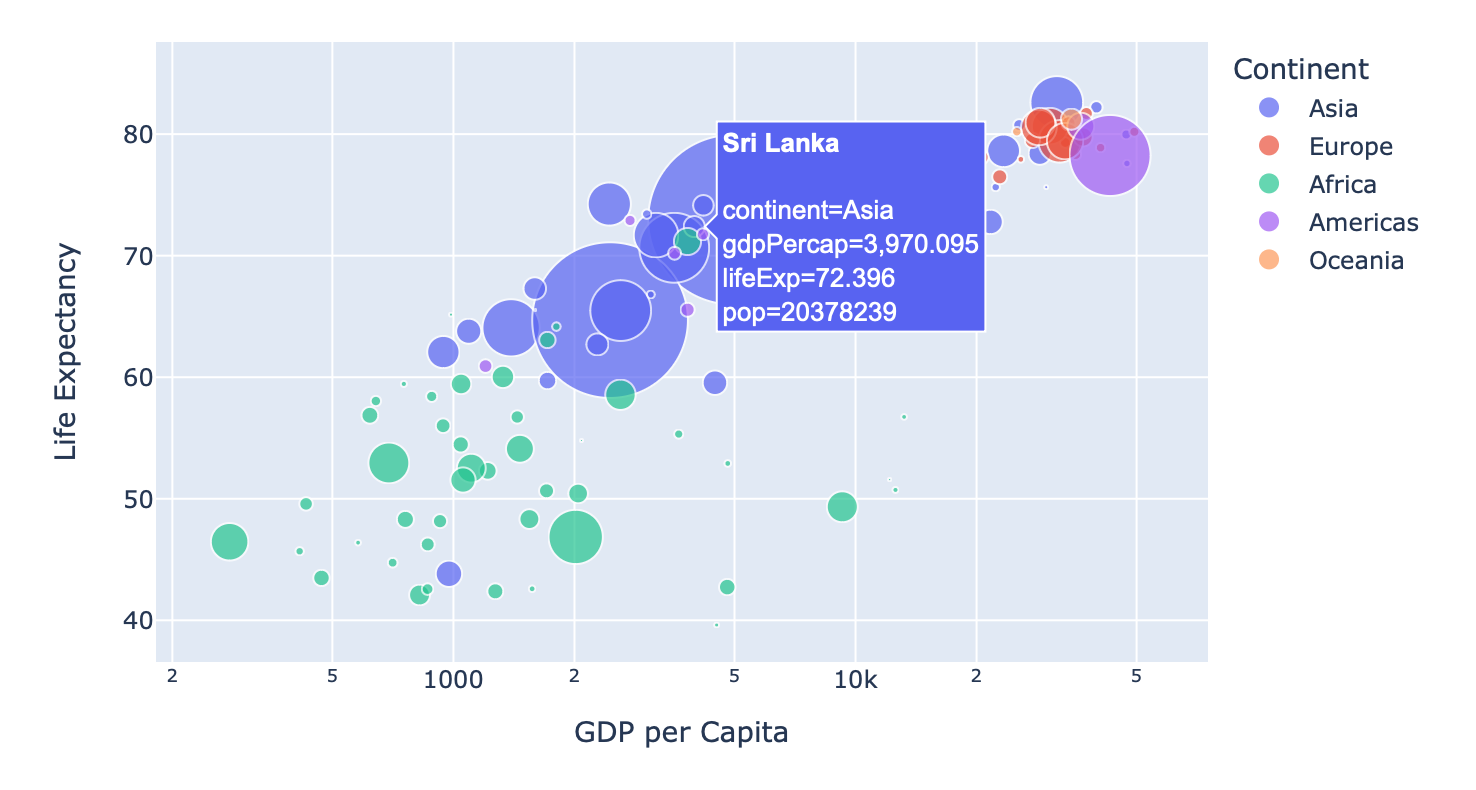 Continent
Asia
Europe
Africa
Americas
Oceania
Sri Lanka
continent=Asia
gdpPercap=3,970.095
lifeExp=72.396
pop=20378239
Life Expectancy
80
70
60
50
40
2 5 1000 2 5 10k 2 5
GDP per Capita